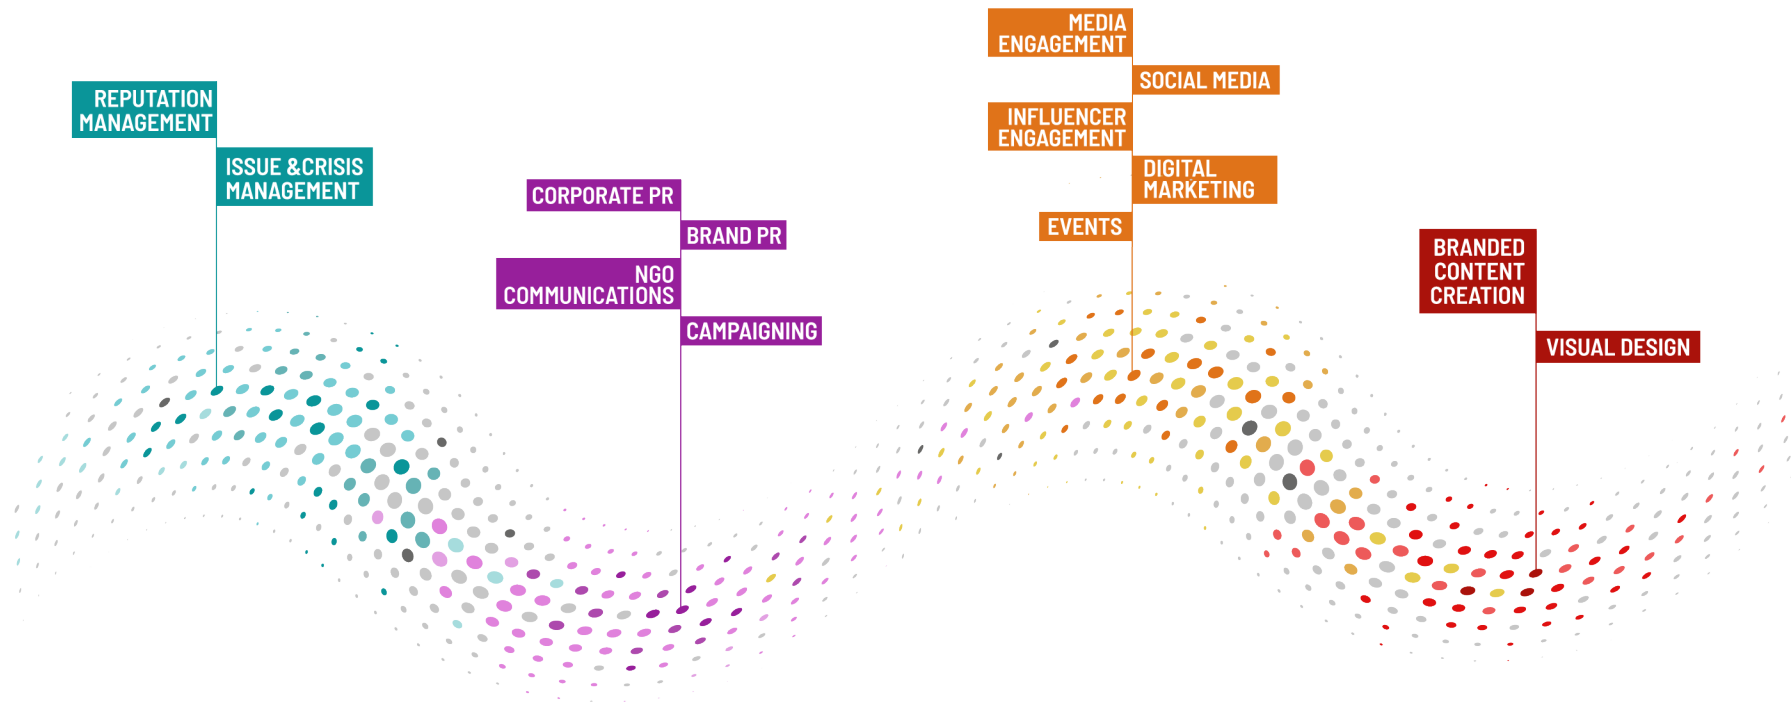 REPUTATION
MANAGEMENT
ISSUE &CRISIS
MANAGEMENT
CORPORATE PR
BRAND PR
NGO
COMMUNICATIONS
CAMPAIGNING
MEDIA
ENGAGEMENT
SOCIAL MEDIA
INFLUENCER
ENGAGEMENT
DIGITAL
MARKETING
EVENTS
BRANDED
CONTENT
CREATION
VISUAL DESIGN